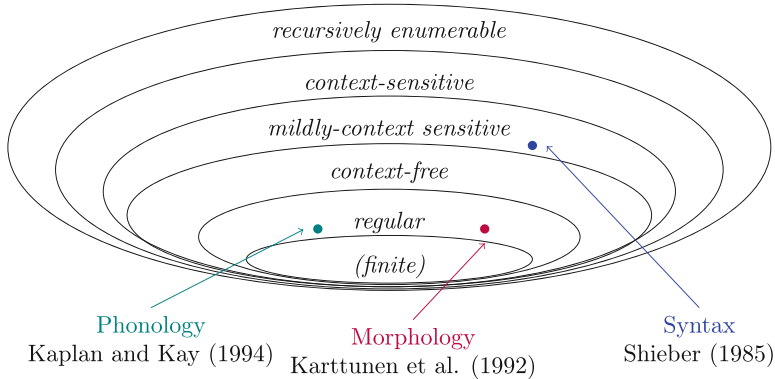 recursively enumerable
context-sensitive
mildly-context sensitive
context-free
regular
(finite)
Phonology
Kaplan and Kay (1994)
Morphology
Karttunen et al. (1992)
Syntax
Shieber (1985)